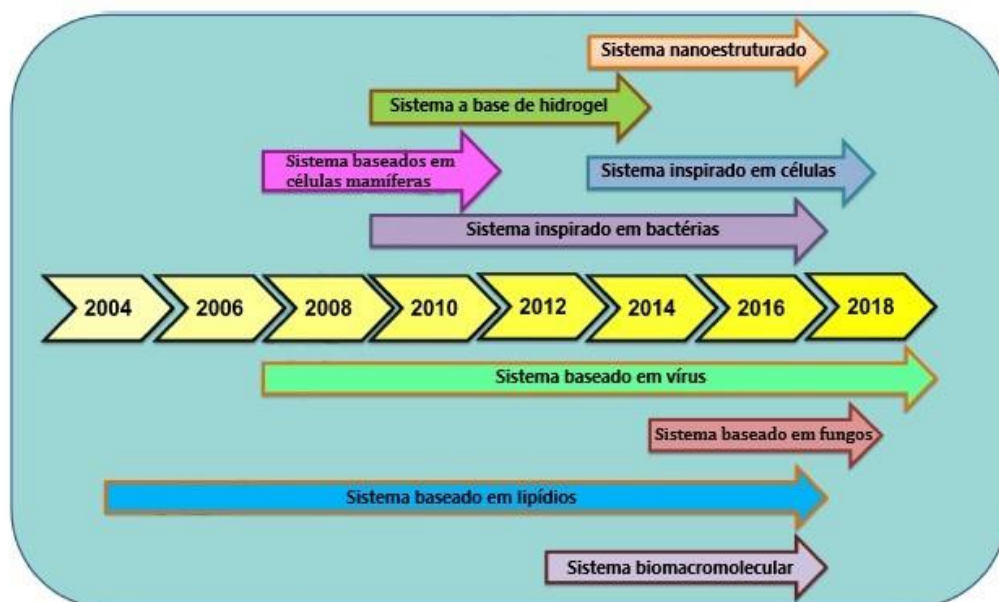 Sistema nanoestruturado
Sistema a base de hidrogel
Sistema baseados em
células mamíferas
Sistema inspirado em células
Sistema inspirado em bactérias
2004 2006 2008 2010 2012 2014 2016 2018
Sistema baseado em vírus
Sistema baseado em fungos
Sistema baseado em lipídios
Sistema biomacromolecular